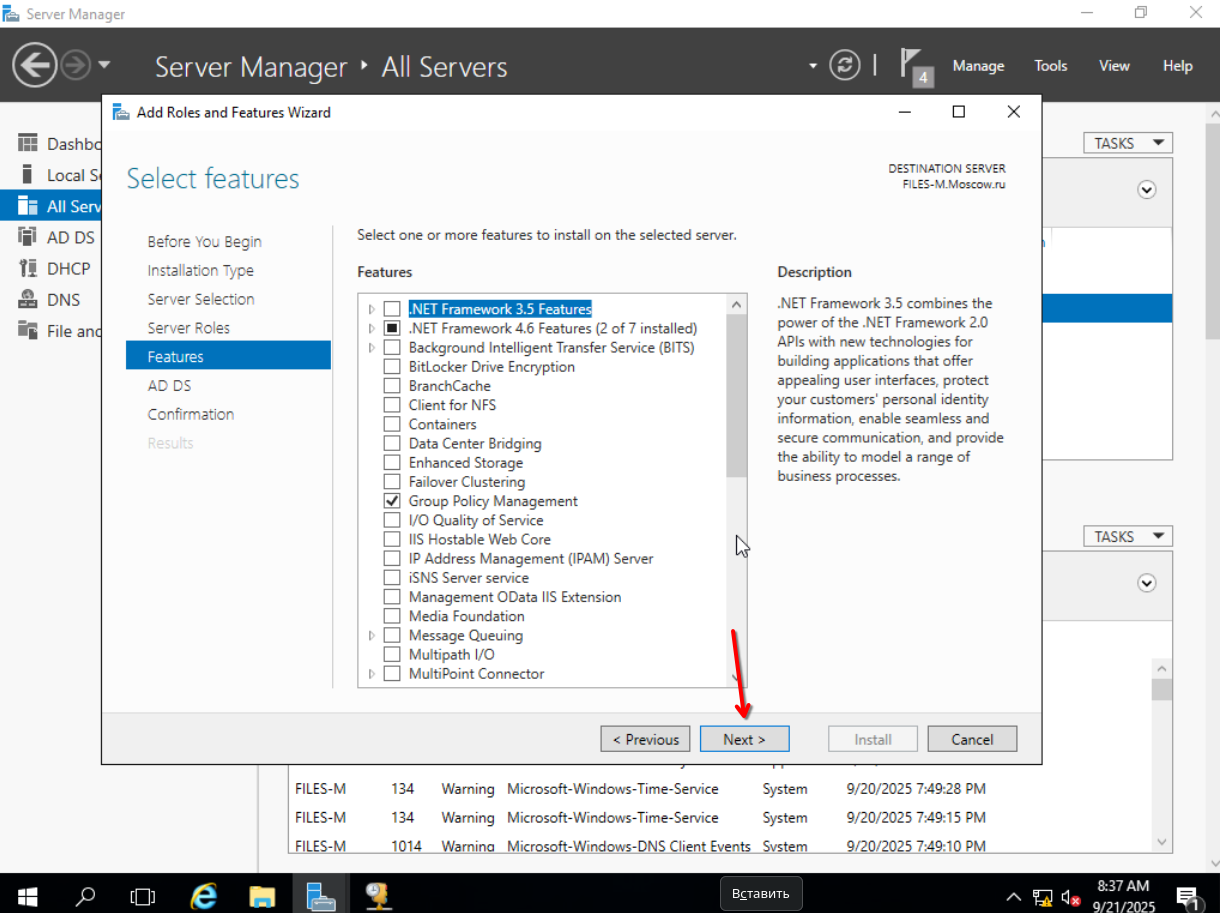 Server Manager
Server Manager ‣ All Servers
4
Manage Tools View Help
Add Roles and Features Wizard
Dashbo
Local Se
All Serv
AD DS
DHCP
DNS
File and
TASKS
Select features
DESTINATION SERVER
FILES-M.Moscow.ru
Before You Begin
Installation Type
Server Selection
Server Roles
Features
AD DS
Confirmation
Results
Select one or more features to install on the selected server.
Features
.NET Framework 3.5 Features
.NET Framework 4.6 Features (2 of 7 installed)
Background Intelligent Transfer Service (BITS)
BitLocker Drive Encryption
BranchCache
Client for NFS
Containers
Data Center Bridging
Enhanced Storage
Failover Clustering
Group Policy Management
I/O Quality of Service
IIS Hostable Web Core
IP Address Management (IPAM) Server
iSNS Server service
Management OData IIS Extension
Media Foundation
Message Queuing
Multipath I/O
MultiPoint Connector
Description
.NET Framework 3.5 combines the
power of the .NET Framework 2.0
APIs with new technologies for
building applications that offer
appealing user interfaces, protect
your customers' personal identity
information, enable seamless and
secure communication, and provide
the ability to model a range of
business processes.
TASKS
< Previous Next > Install Cancel
FILES-M 134 Warning Microsoft-Windows-Time-Service System 9/20/2025 7:49:28 PM
FILES-M 134 Warning Microsoft-Windows-Time-Service System 9/20/2025 7:49:15 PM
FILES-M 1014 Warning Microsoft-Windows-DNS Client Events System 9/20/2025 7:49:10 PM
Вставить
8:37 AM
9/21/2025
1